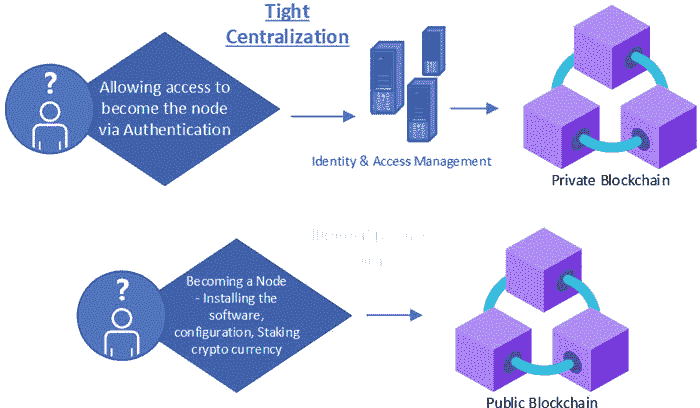 Tight
Centralization
?
Allowing access to
become the node
via Authentication
Identity & Access Management
Private Blockchain
?
Becoming a Node
- Installing the
software,
configuration, Staking
crypto currency
Public Blockchain